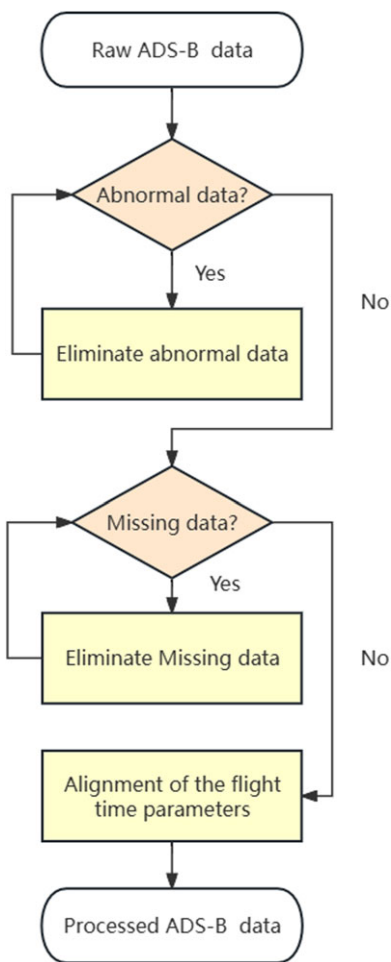 Raw ADS-B data
Abnormal data?
Yes
No
Eliminate abnormal data
Missing data?
Yes
Eliminate Missing data
No
Alignment of the flight
time parameters
Processed ADS-B data